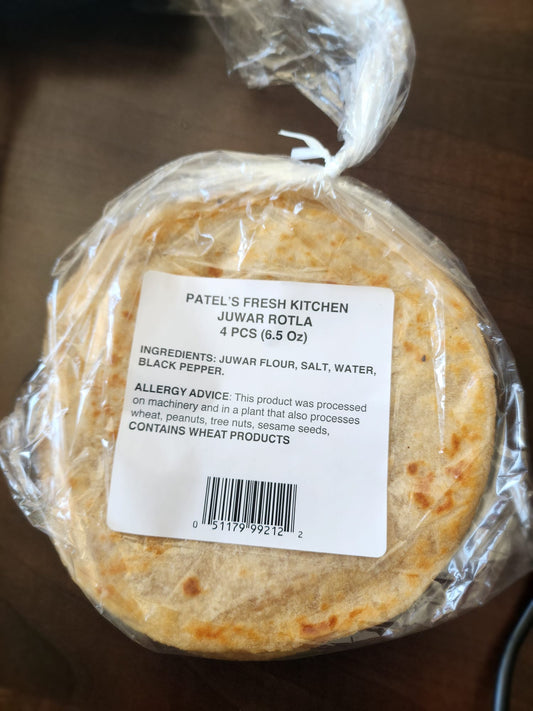 PATEL'S FRESH KITCHEN
JUWAR ROTLA
4 PCS (6.5 Oz)
INGREDIENTS: JUWAR FLOUR, SALT, WATER,
BLACK PEPPER.
ALLERGY ADVICE: This product was processed
on machinery and in a plant that also processes
wheat, peanuts, tree nuts, sesame seeds,
CONTAINS WHEAT PRODUCTS
0 51179 99212 2